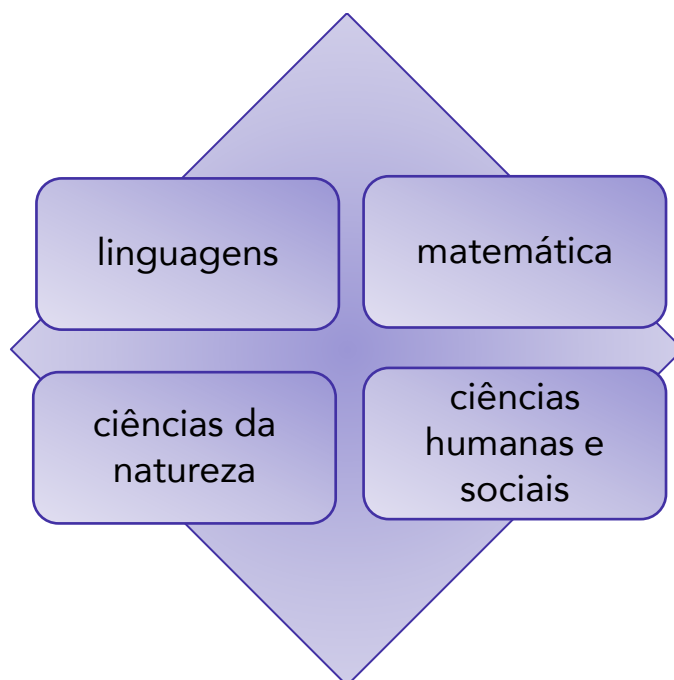 linguagens
matemática
ciências da
natureza
ciências
humanas e
sociais